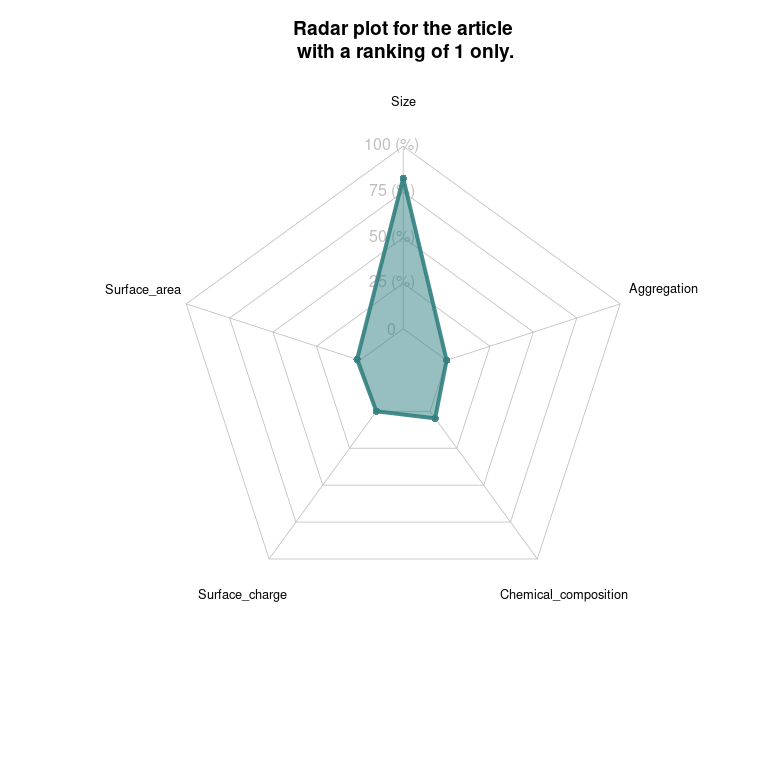 Radar plot for the article
with a ranking of 1 only.
Size
100 (%)
75 (%)
50 (%)
25 (%)
0
Surface_area
Aggregation
Surface_charge
Chemical_composition